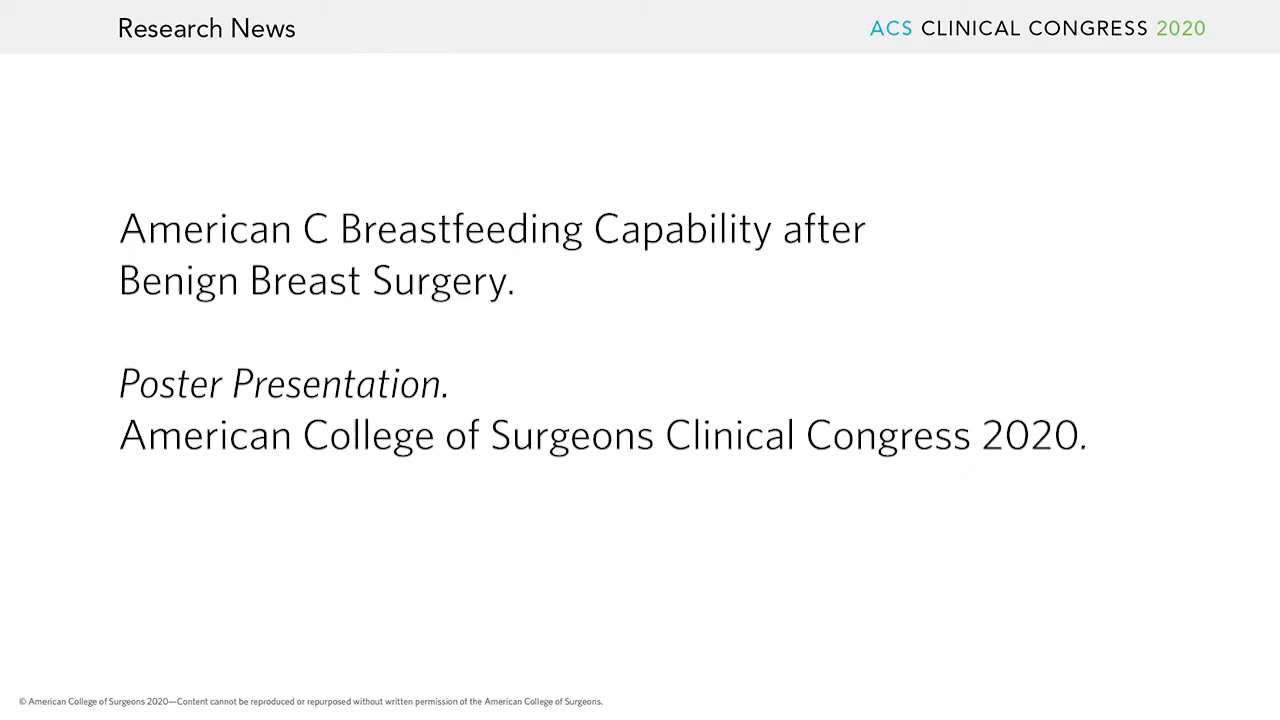 Research News
ACS CLINICAL CONGRESS 2020
American C Breastfeeding Capability after
Benign Breast Surgery.
Poster Presentation.
American College of Surgeons Clinical Congress 2020.
© American College of Surgeons 2020—Content cannot be reproduced or repurposed without written permission of the American College of Surgeons.